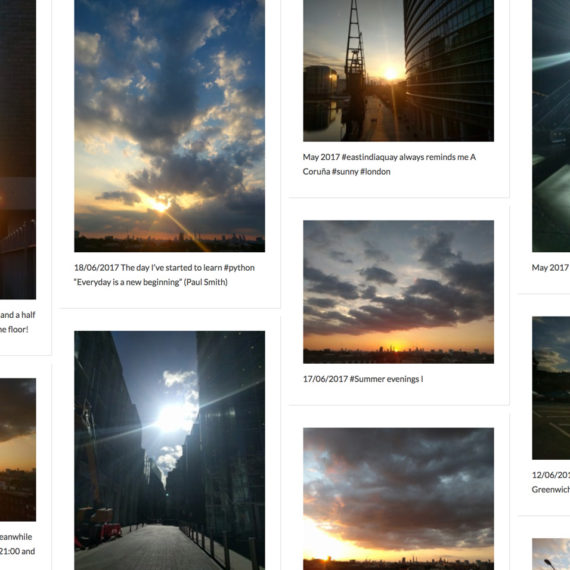 and a half
ne floor!
eanwhile
21:00 and
18/06/2017 The day I've started to learn #python
"Everyday is a new beginning" (Paul Smith)
May 2017 #eastindiaquay always reminds me A
Coruña #sunny #london
17/06/2017 #Summer evenings I
May 2017
12/06/201
Greenwich